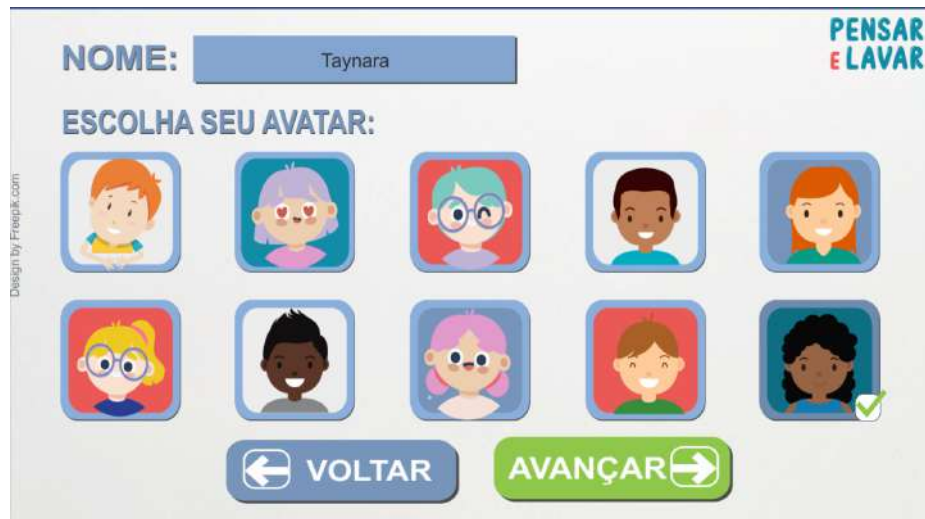 NOME:
Taynara
PENSAR
E LAVAR
ESCOLHA SEU AVATAR:
Design by Freepik.com
VOLTAR
AVANÇAR